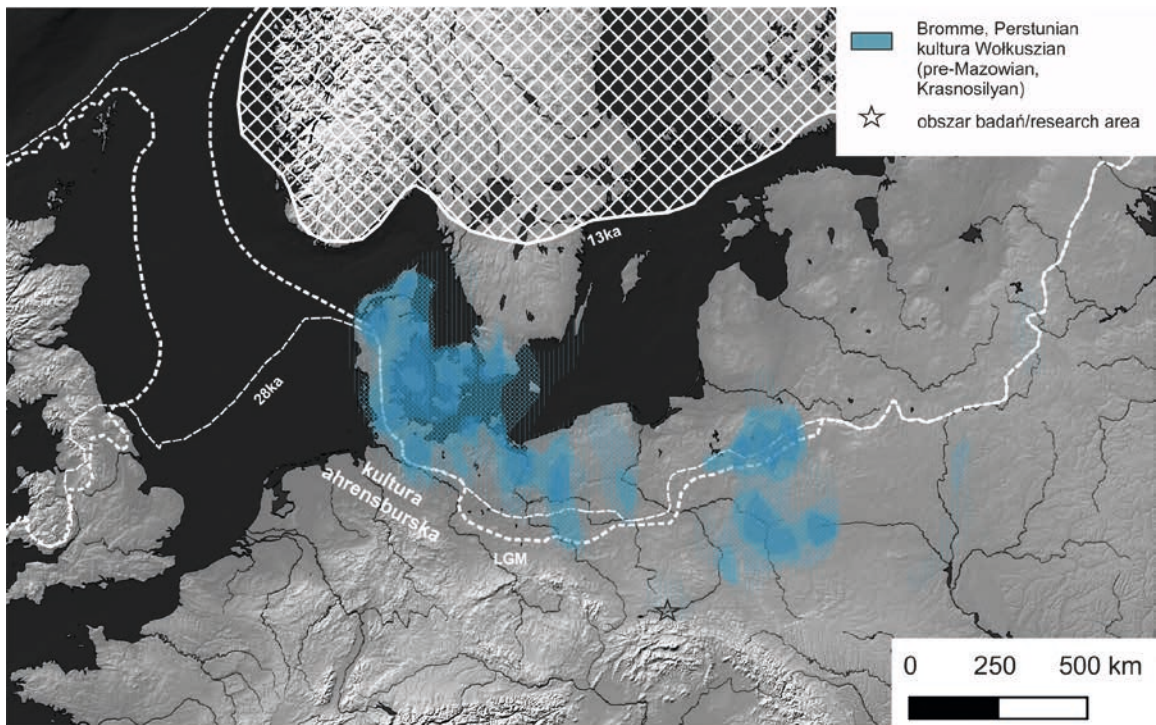 Bromme, Perstunian
kultura Wołkuszian
(pre-Mazowian,
Krasnosilyan)
obszar badań/research area
13ka
28ka
kultura
ahrensburska
LGM
0 250 500 km